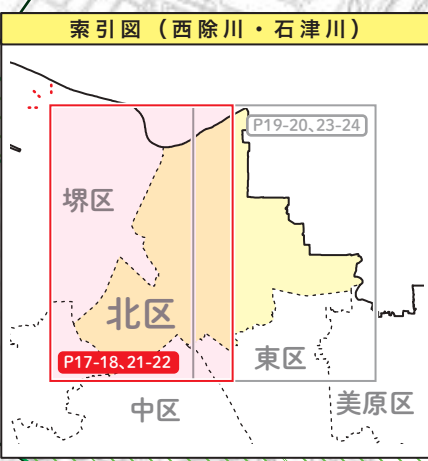 索引図（西除川・石津川）
P19-20、23-24
堺区
北区
P17-18、21-22
東区
中区
美原区